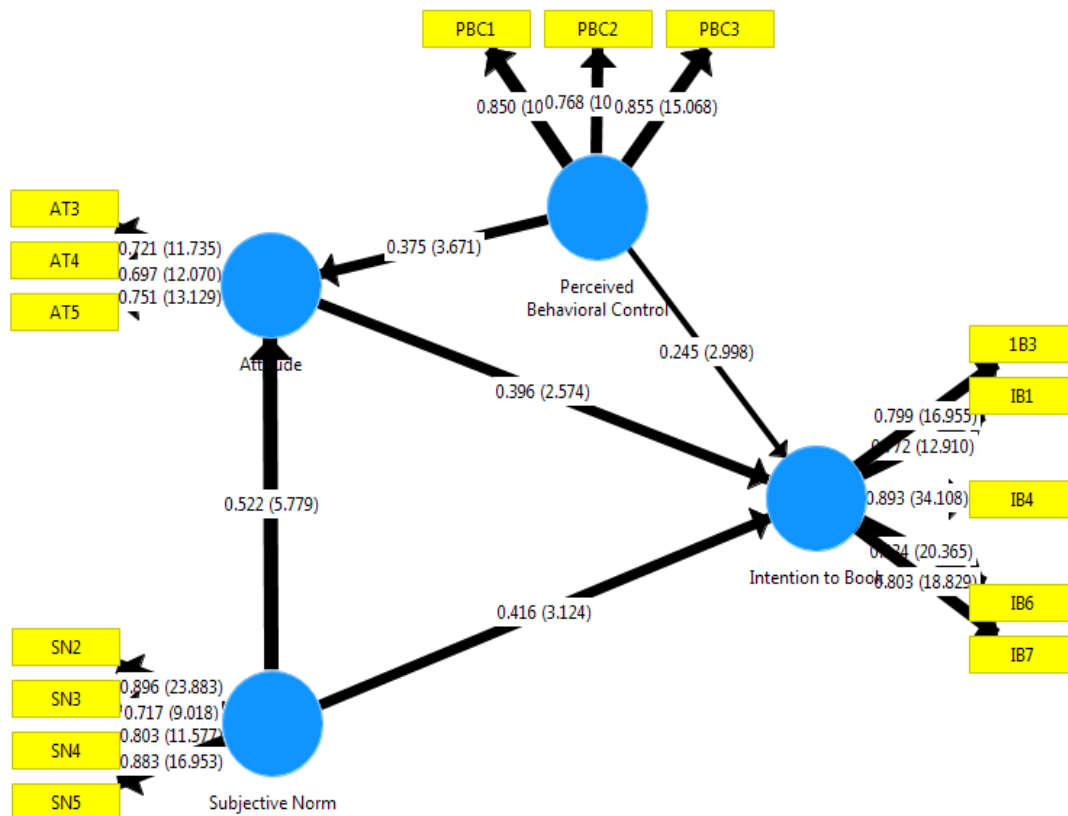 PBC1
PBC2
PBC3
0.850 (10
0.768 (10
0.855 (15.068)
AT3
AT4
AT5
0.721 (11.735)
0.697 (12.070)
0.751 (13.129)
0.375 (3.671)
Perceived
Behavioral Control
Attitude
0.245 (2.998)
0.396 (2.574)
1B3
IB1
IB4
IB6
IB7
0.799 (16.955)
(12.910)
0.893 (34.108)
(20.365)
0.803 (18.829)
0.522 (5.779)
Intention to Book
0.416 (3.124)
SN2
SN3
SN4
SN5
0.896 (23.883)
0.717 (9.018)
0.803 (11.577)
0.883 (16.953)
Subjective Norm